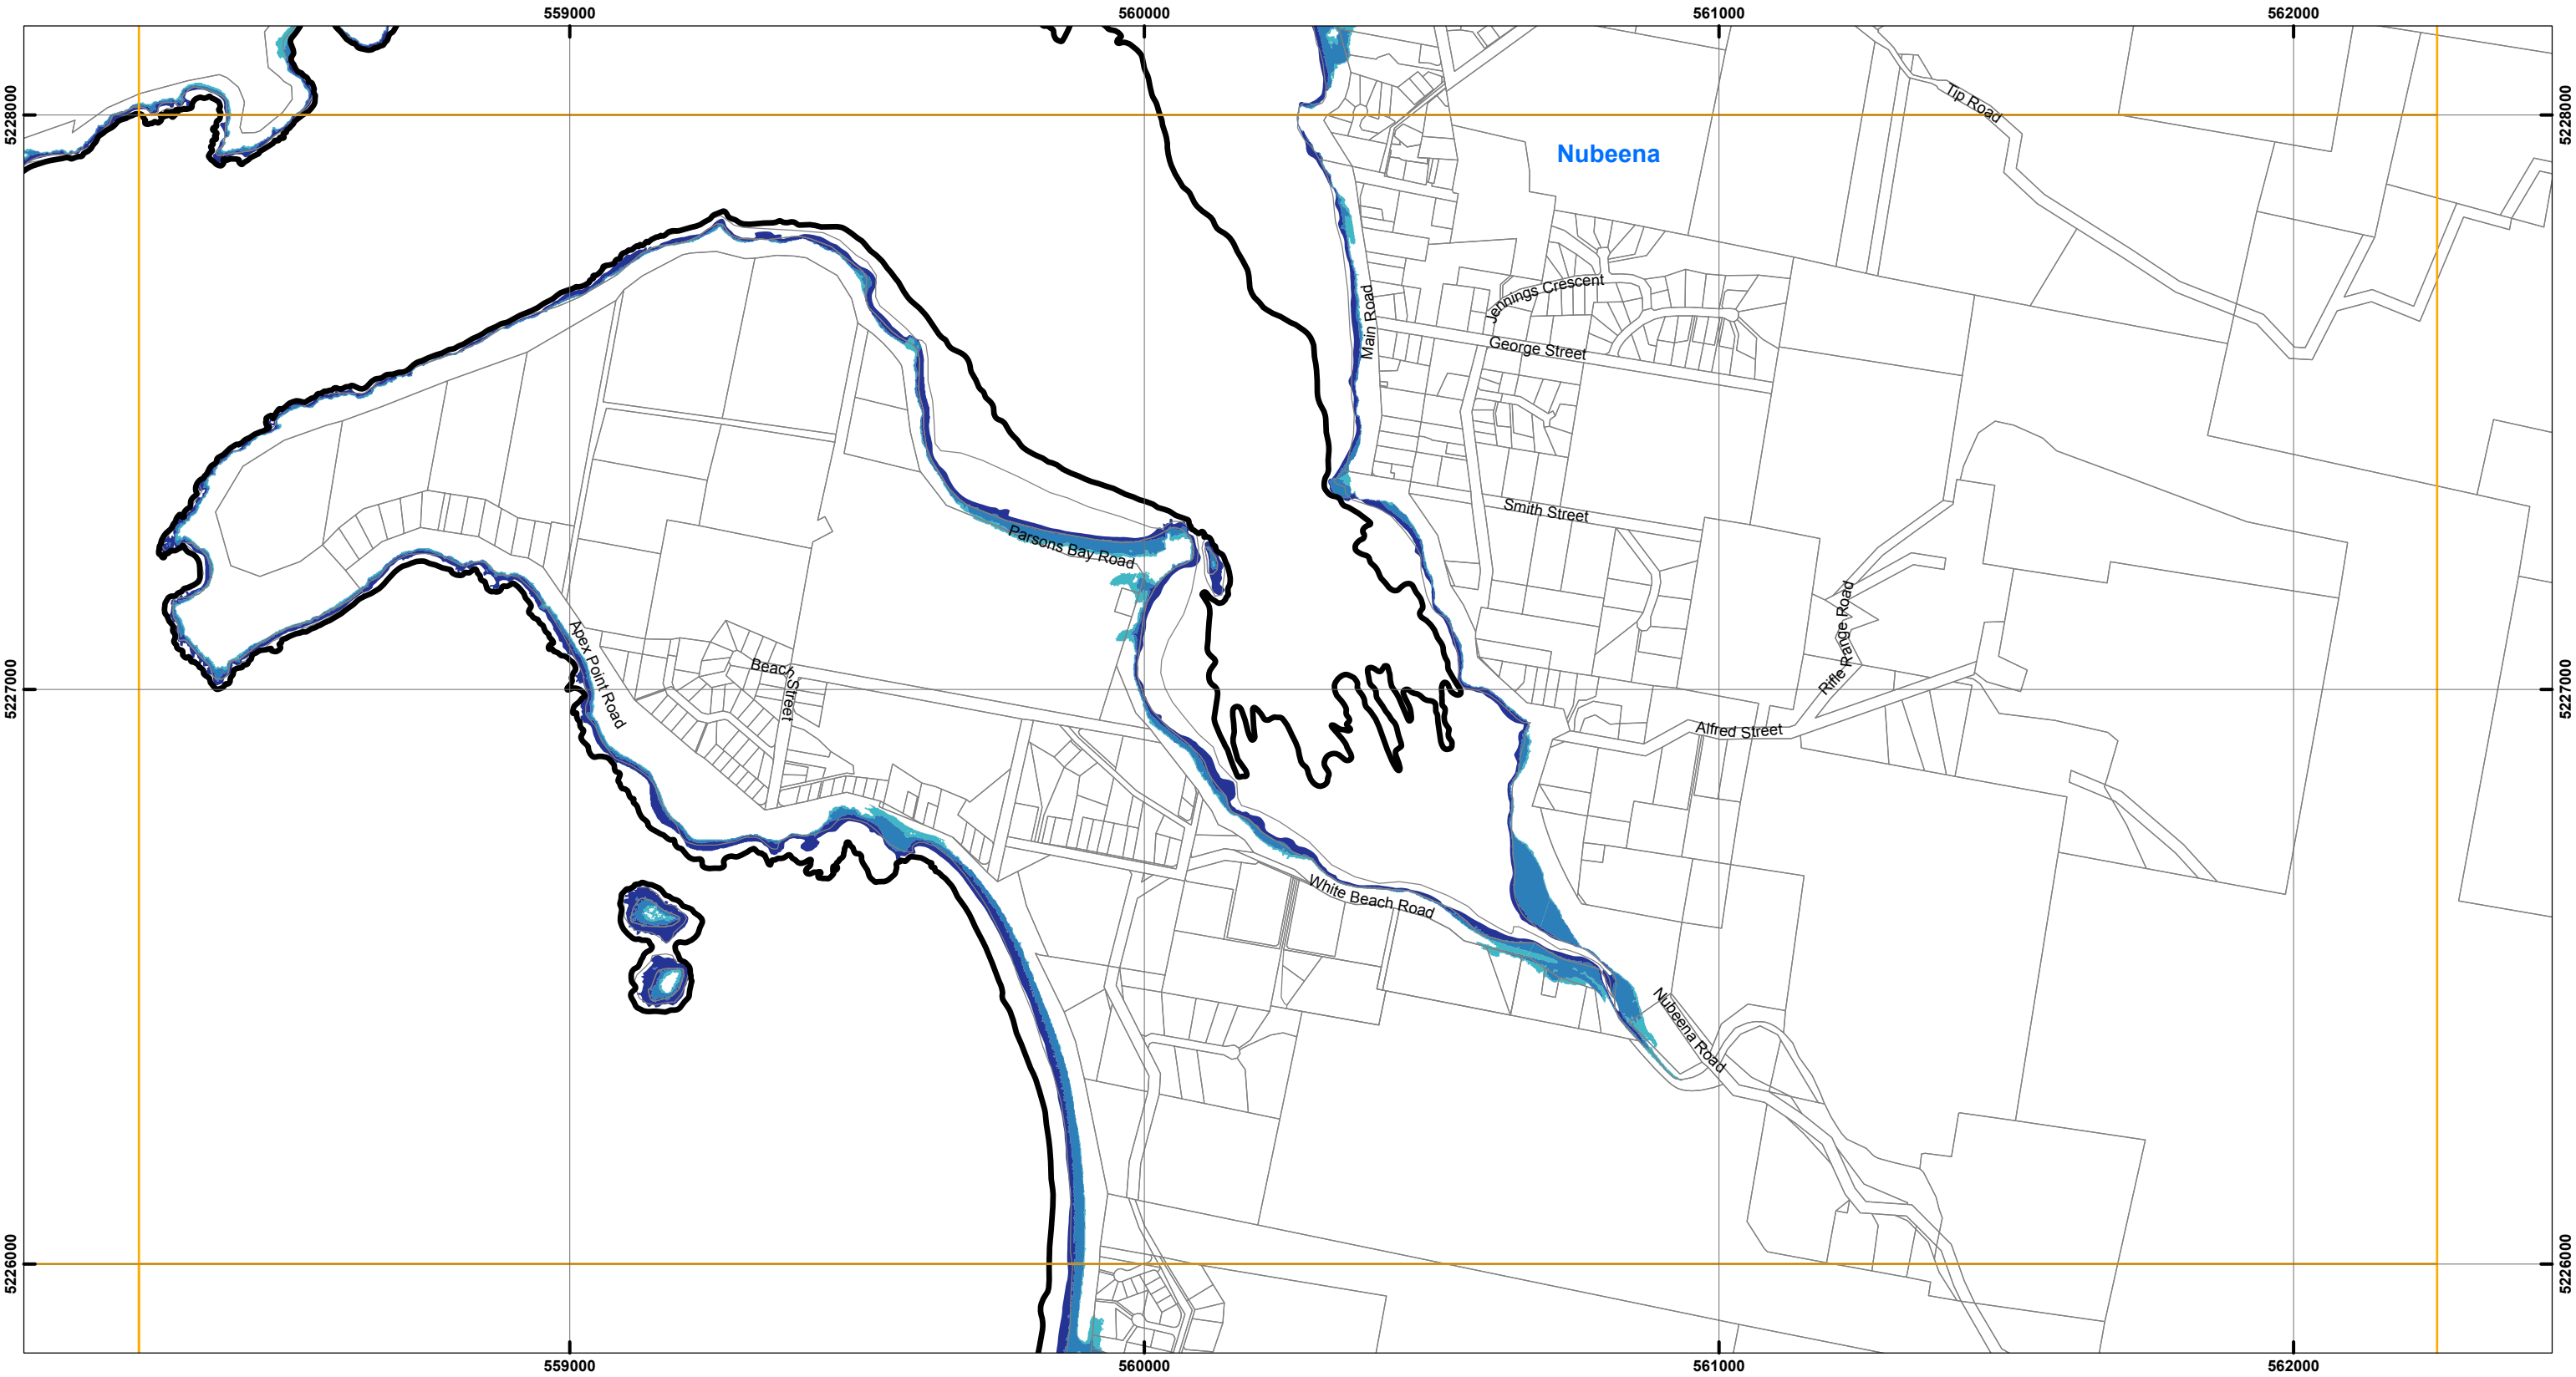 559000
560000
561000
562000
5228000
5228000
Tip Road
Nubeena
Jennings Crescent
Main Road
George Street
Smith Street
Parsons Bay Road
Rifle Range Road
Apex Point Road
Beach Street
5227000
5227000
Alfred Street
White Beach Road
Nubeena Road
5226000
5226000
559000
560000
561000
562000